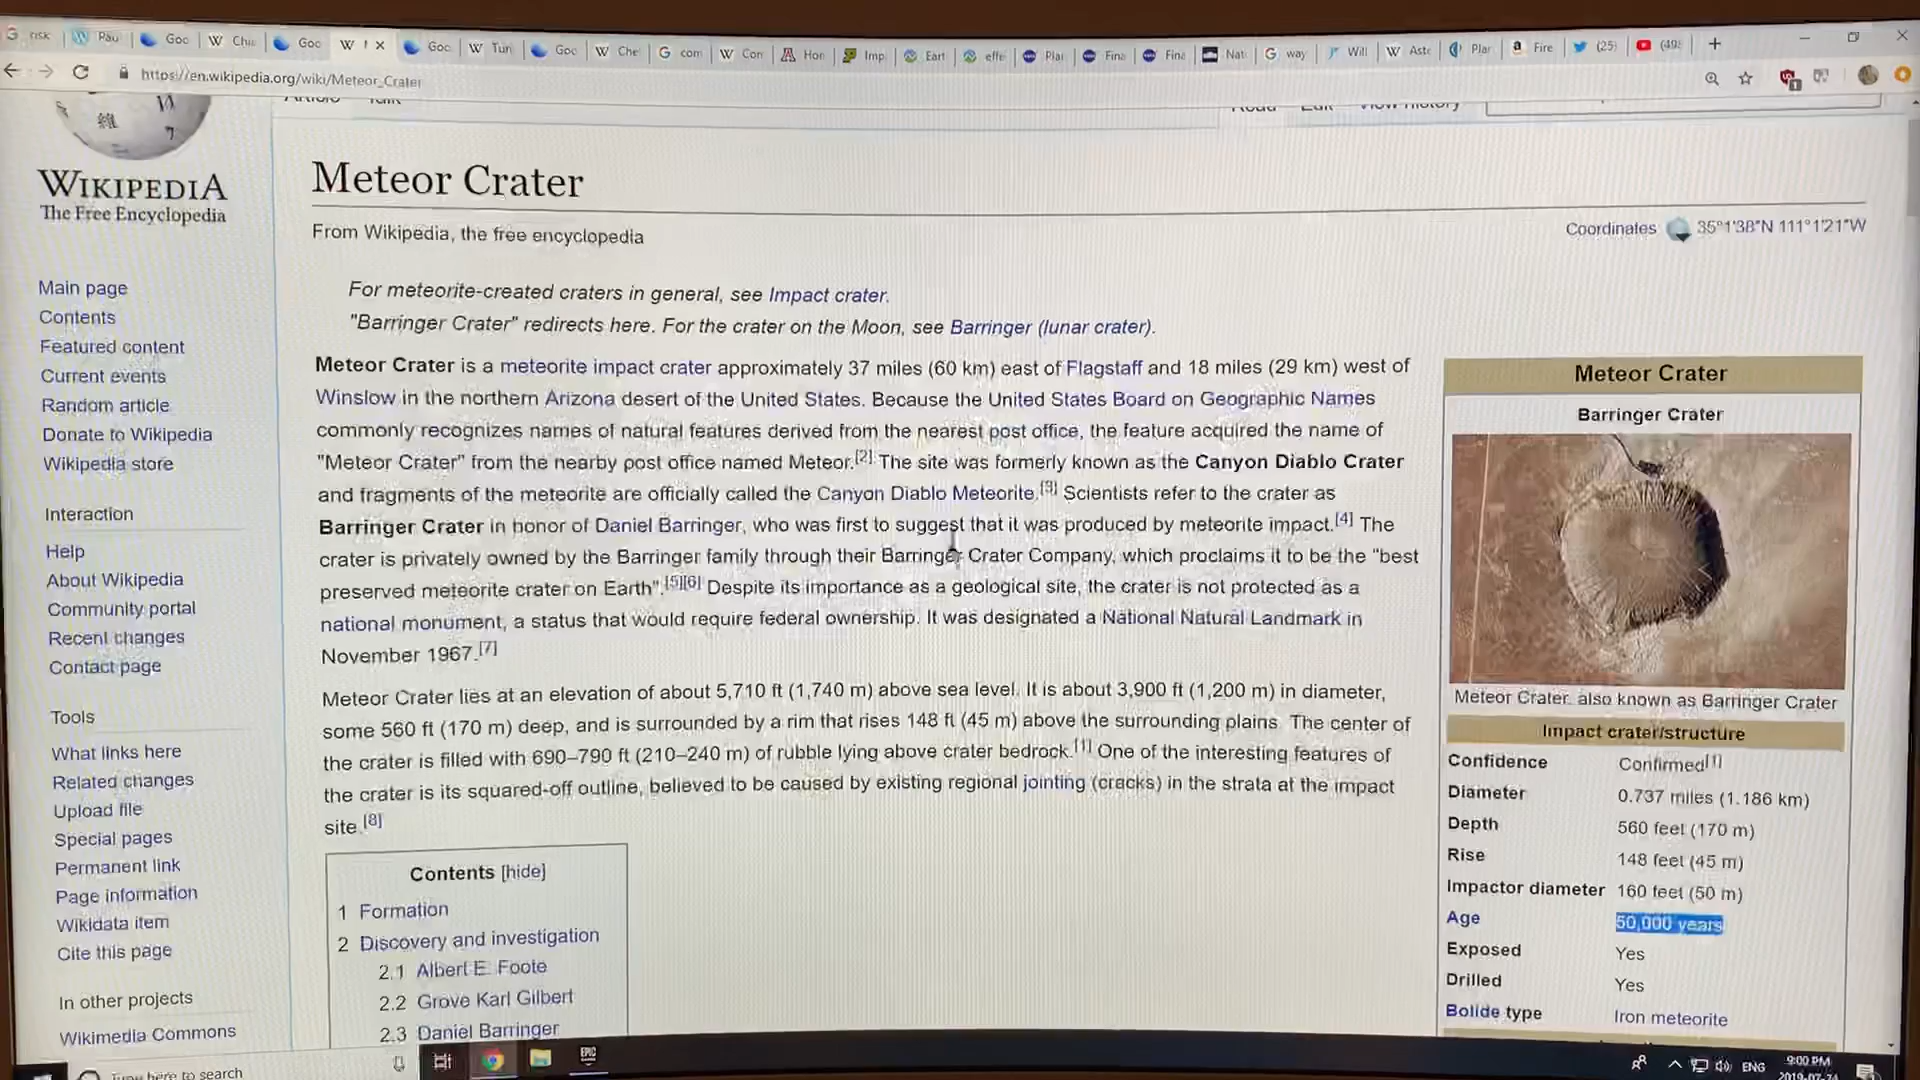 risk Pau Goo W Chi Goo W Goo W Tun Goo W Che G com W Con Hon Imp Eart effe Plar Fina Fina Nat G way Will W Aste Plar Fire (25) (49
https://en.wikipedia.org/wiki/Meteor_Crater
Article Talk Read Edit View history
WIKIPEDIA
The Free Encyclopedia
Main page
Contents
Featured content
Current events
Random article
Donate to Wikipedia
Wikipedia store
Interaction
Help
About Wikipedia
Community portal
Recent changes
Contact page
Tools
What links here
Related changes
Upload file
Special pages
Permanent link
Page information
Wikidata item
Cite this page
In other projects
Wikimedia Commons
Meteor Crater
From Wikipedia, the free encyclopedia
Coordinates 35°1′38″N 111°1′21″W
For meteorite-created craters in general, see Impact crater.
"Barringer Crater" redirects here. For the crater on the Moon, see Barringer (lunar crater).
Meteor Crater is a meteorite impact crater approximately 37 miles (60 km) east of Flagstaff and 18 miles (29 km) west of
Winslow in the northern Arizona desert of the United States. Because the United States Board on Geographic Names
commonly recognizes names of natural features derived from the nearest post office, the feature acquired the name of
"Meteor Crater" from the nearby post office named Meteor.[2] The site was formerly known as the Canyon Diablo Crater
and fragments of the meteorite are officially called the Canyon Diablo Meteorite.[3] Scientists refer to the crater as
Barringer Crater in honor of Daniel Barringer, who was first to suggest that it was produced by meteorite impact.[4] The
crater is privately owned by the Barringer family through their Barringer Crater Company, which proclaims it to be the "best
preserved meteorite crater on Earth".[5][6] Despite its importance as a geological site, the crater is not protected as a
national monument, a status that would require federal ownership. It was designated a National Natural Landmark in
November 1967.[7]
Meteor Crater lies at an elevation of about 5,710 ft (1,740 m) above sea level. It is about 3,900 ft (1,200 m) in diameter,
some 560 ft (170 m) deep, and is surrounded by a rim that rises 148 ft (45 m) above the surrounding plains. The center of
the crater is filled with 690–790 ft (210–240 m) of rubble lying above crater bedrock.[1] One of the interesting features of
the crater is its squared-off outline, believed to be caused by existing regional jointing (cracks) in the strata at the impact
site.[8]
Contents [hide]
1 Formation
2 Discovery and investigation
2.1 Albert E. Foote
2.2 Grove Karl Gilbert
2.3 Daniel Barringer
Meteor Crater
Barringer Crater
Meteor Crater, also known as Barringer Crater
Impact crater/structure
Confidence Confirmed[1]
Diameter 0.737 miles (1.186 km)
Depth 560 feet (170 m)
Rise 148 feet (45 m)
Impactor diameter 160 feet (50 m)
Age 50,000 years
Exposed Yes
Drilled Yes
Bolide type Iron meteorite
Type here to search
EPIC
ENG
9:00 PM